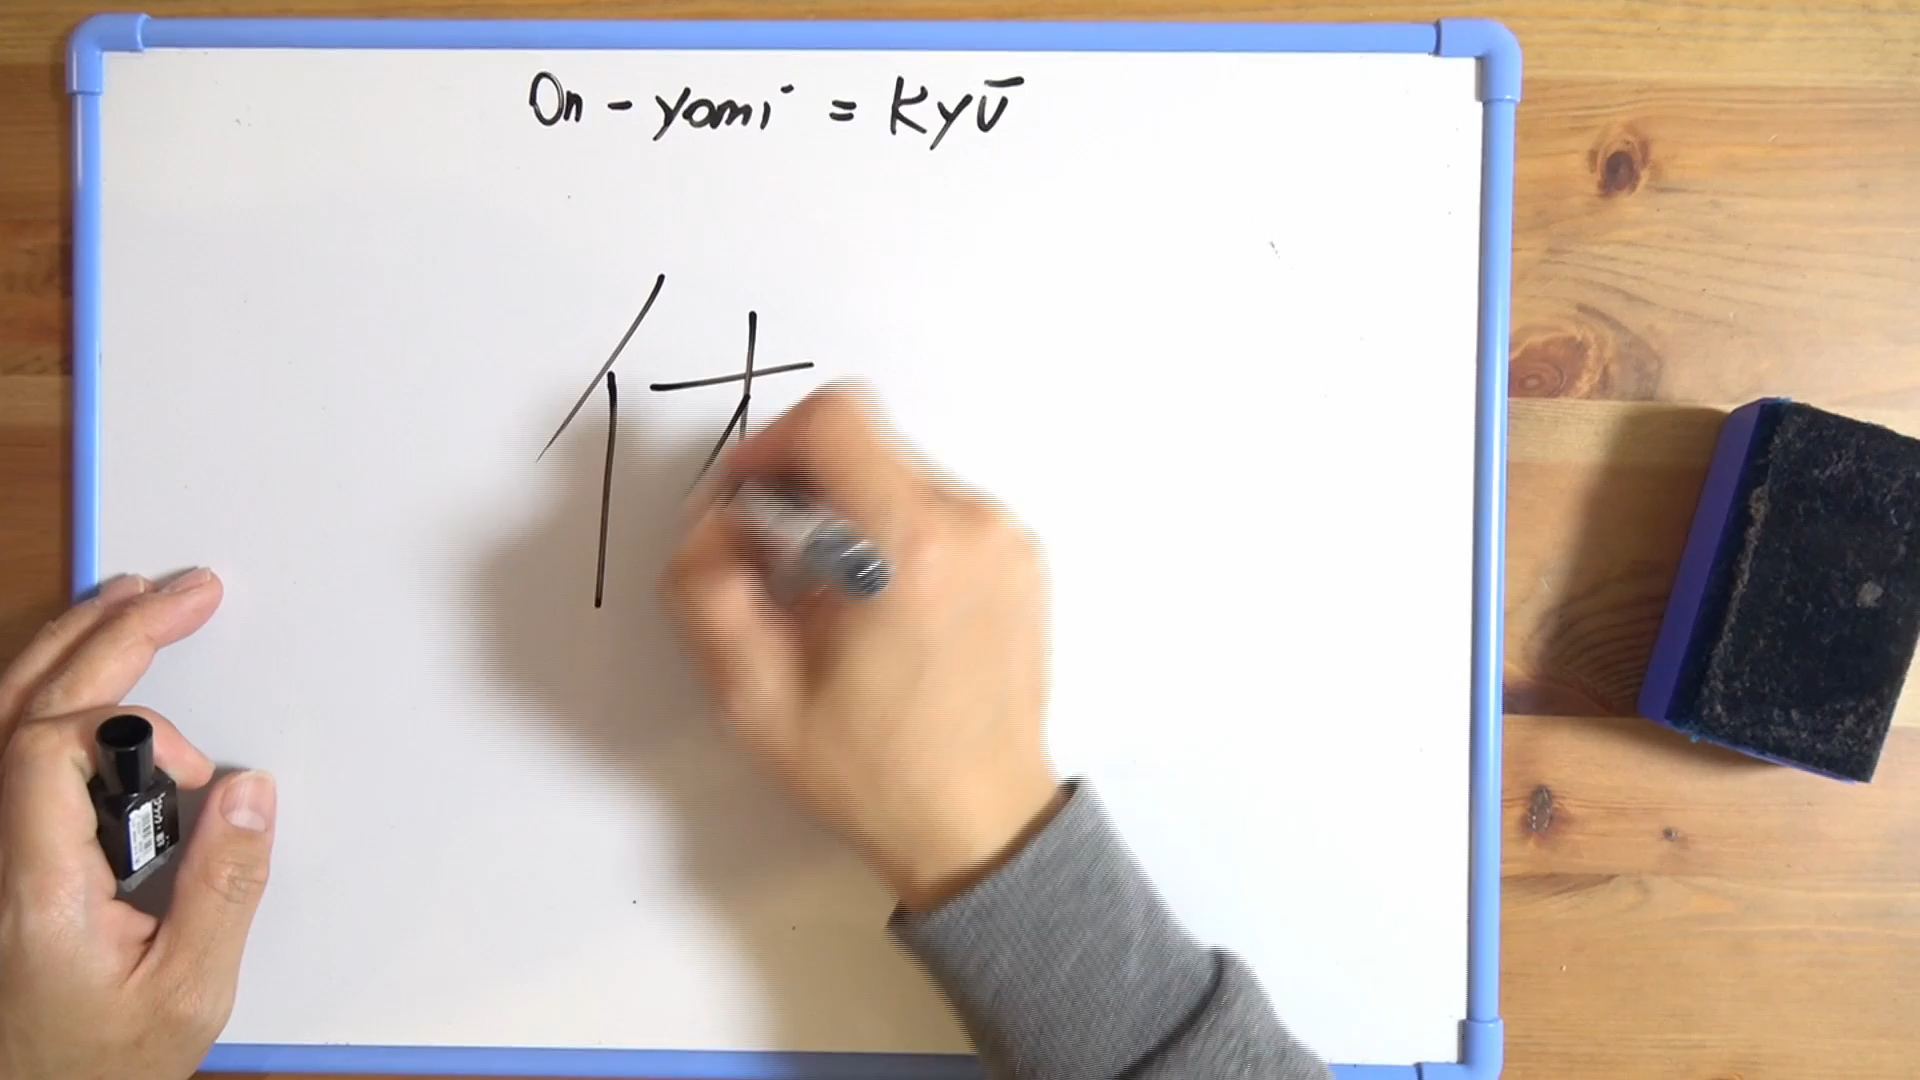 On - yomi = Kyū